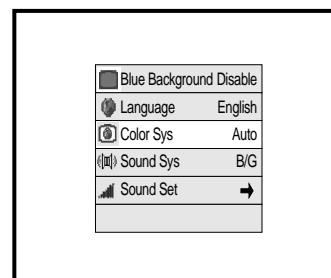 Blue Background Disable
Language English
Color Sys Auto
Sound Sys B/G
Sound Set →